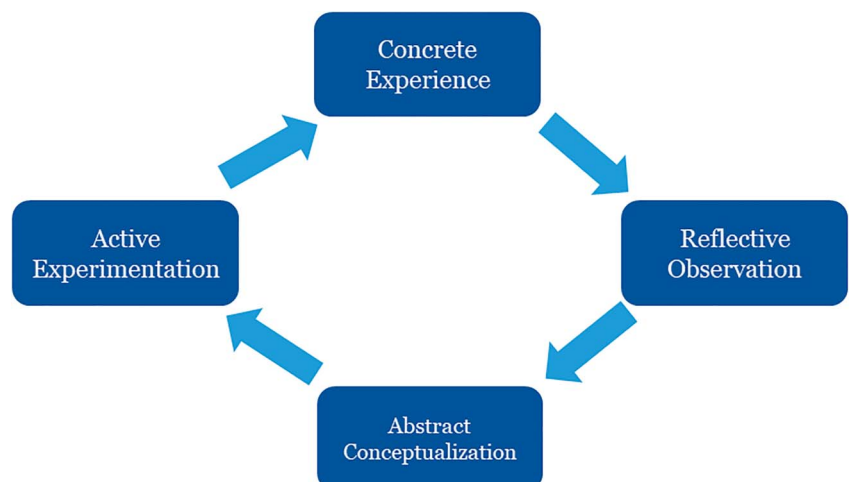 Concrete
Experience
Reflective
Observation
Abstract
Conceptualization
Active
Experimentation